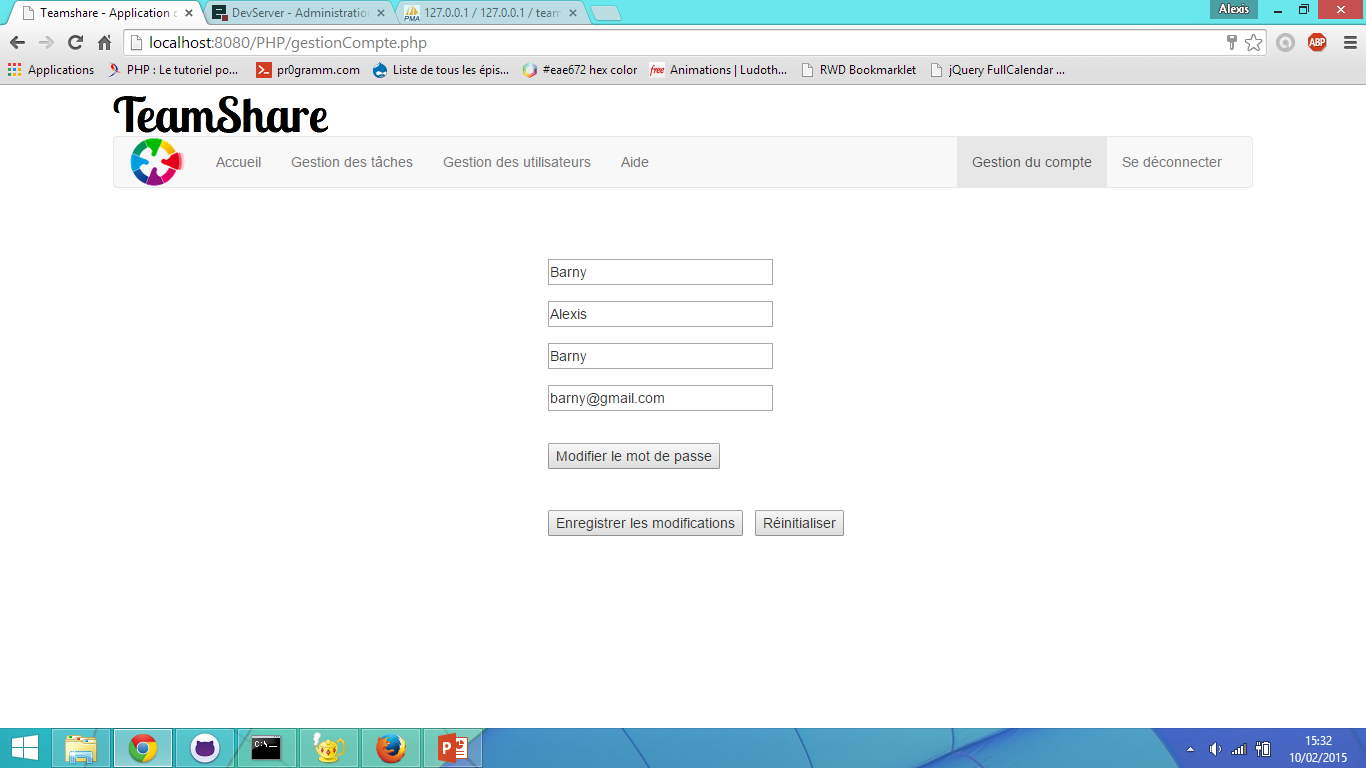 Teamshare - Application d
DevServer - Administration
127.0.0.1 / 127.0.0.1 / team
Alexis
localhost:8080/PHP/gestionCompte.php
ABP
Applications
PHP : Le tutoriel po...
pr0gramm.com
Liste de tous les épis...
#eae672 hex color
free
Animations | Ludoth...
RWD Bookmarklet
jQuery FullCalendar ...
TeamShare
Accueil
Gestion des tâches
Gestion des utilisateurs
Aide
Gestion du compte
Se déconnecter
Barny
Alexis
Barny
barny@gmail.com
Modifier le mot de passe
Enregistrer les modifications
Réinitialiser
15:32
10/02/2015